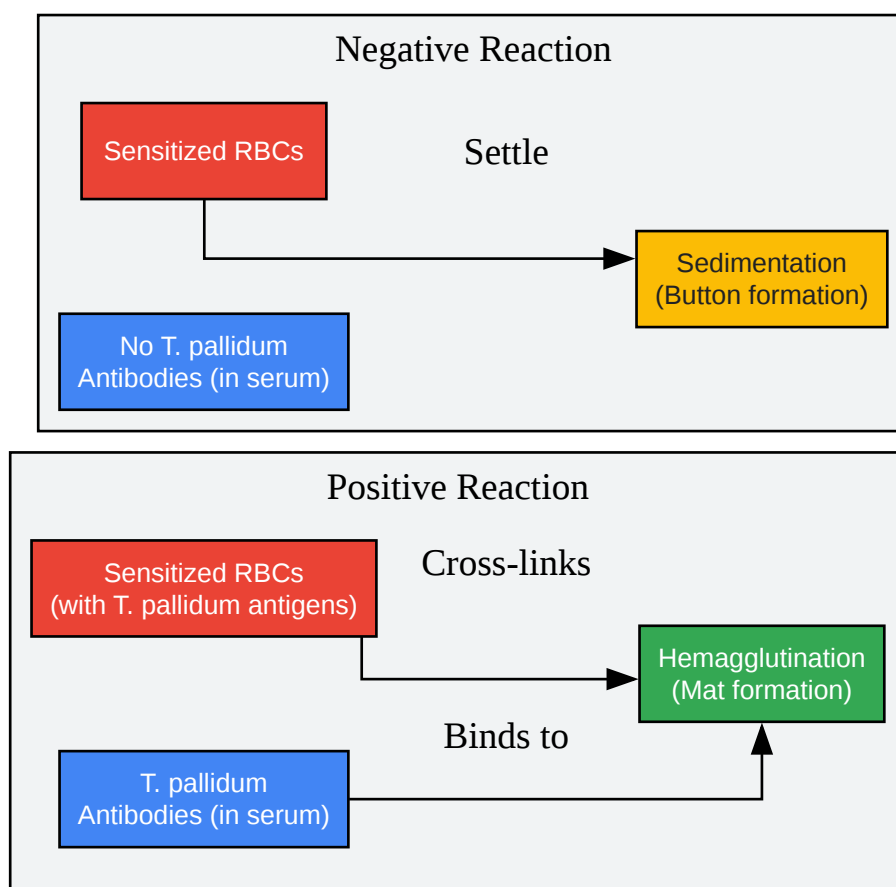 Negative Reaction
Sensitized RBCs
Settle
Sedimentation
(Button formation)
No T. pallidum
Antibodies (in serum)
Positive Reaction
Sensitized RBCs
(with T. pallidum antigens)
Cross-links
Hemagglutination
(Mat formation)
Binds to
T. pallidum
Antibodies (in serum)